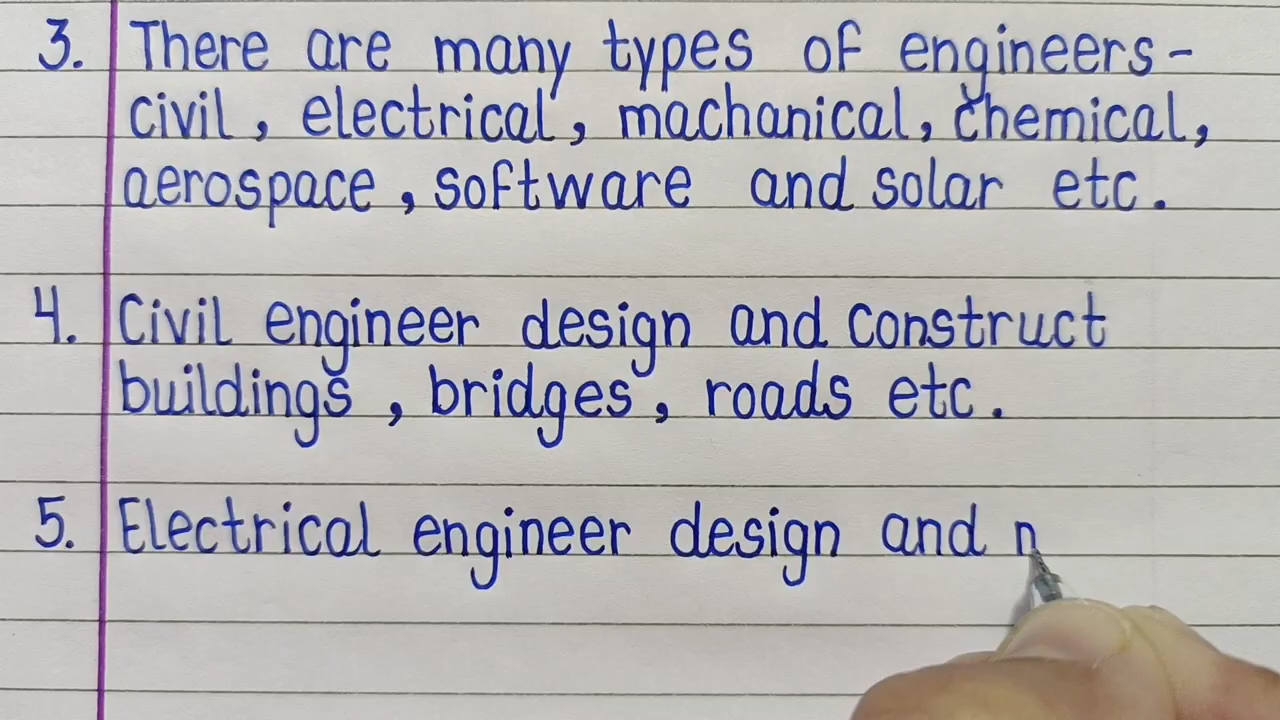 3. There are many types of engineers-
civil, electrical, machanical, chemical,
aerospace, software and solar etc.
4. Civil engineer design and construct
buildings, bridges, roads etc.
5. Electrical engineer design and